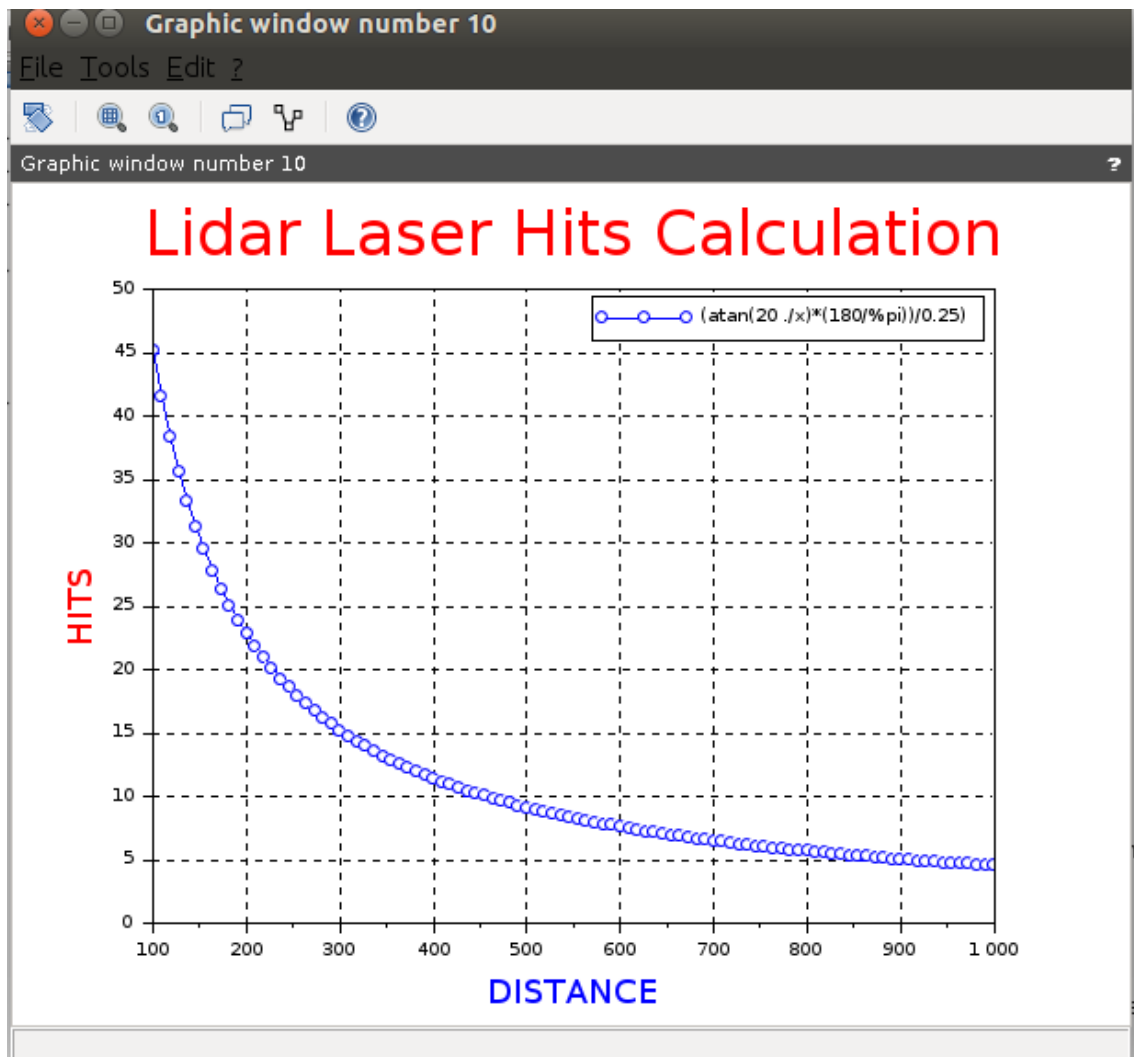 Graphic window number 10
File Tools Edit ?
Graphic window number 10 ?
Lidar Laser Hits Calculation
(atan(20 ./x)*(180/%pi))/0.25)
50
45
40
35
30
25
20
15
10
5
0
HITS
100 200 300 400 500 600 700 800 900 1 000
DISTANCE